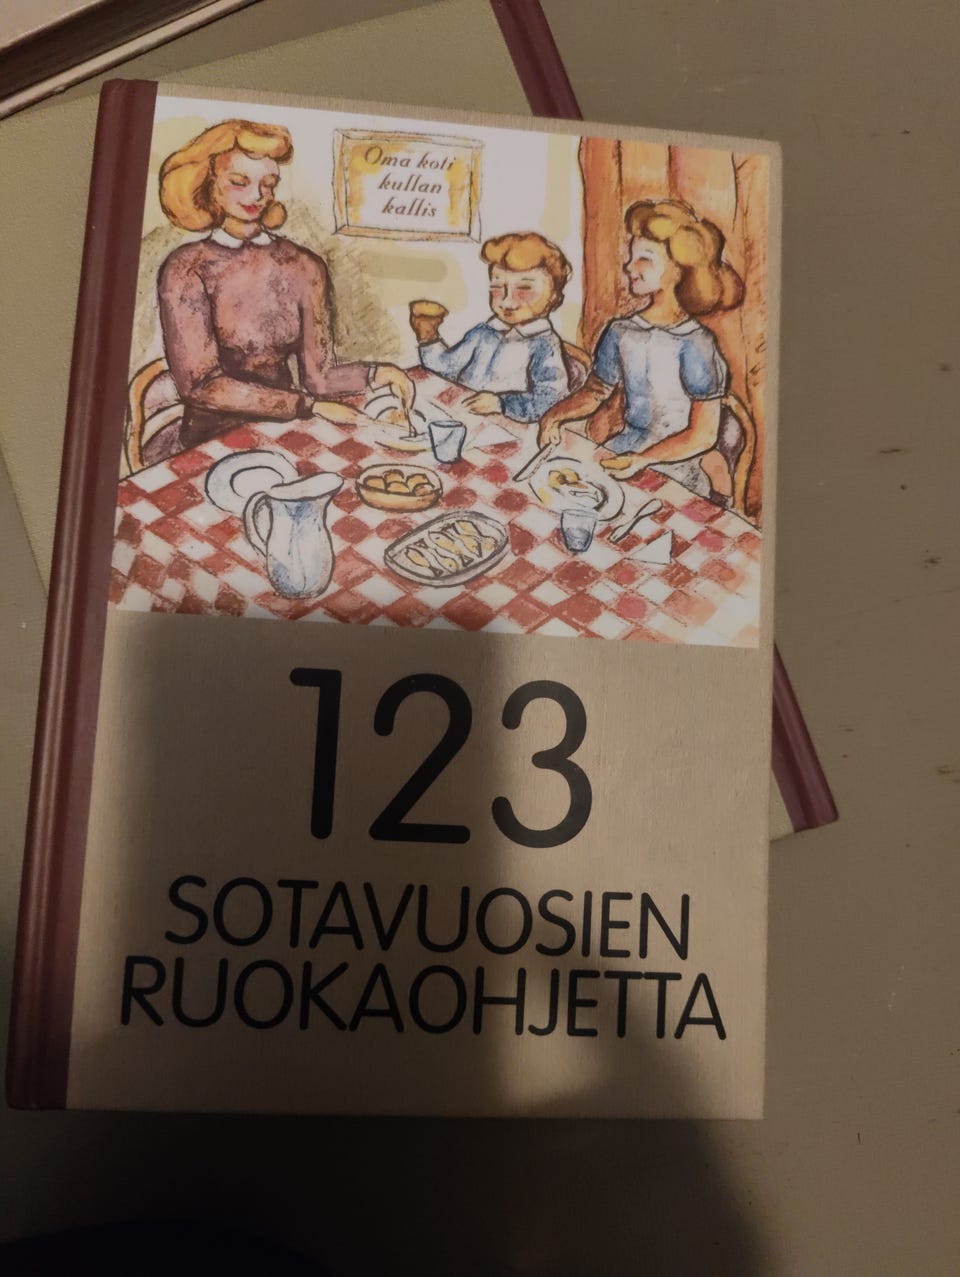 Oma koti
kullan
kallis
123
SOTAVUOSIEN
RUOKAOHJETTA